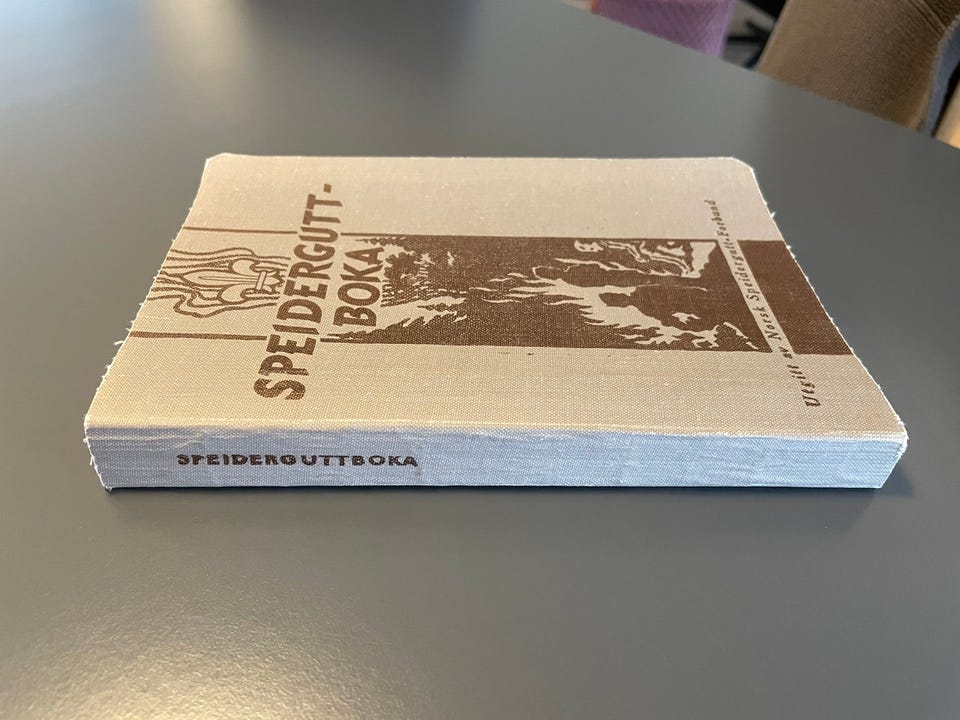 SPEIDERGUTT-
BOKA
Utgitt av Norsk Speidergutt-Forbund
SPEIDERGUTTBOKA